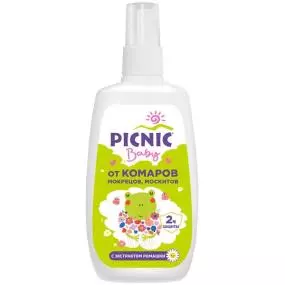 PICNIC
Baby
ОТ КОМАРОВ
МОКРЕЦОВ, МОСКИТОВ
2ч
ЗАЩИТЫ
С ЭКСТРАКТОМ РОМАШКИ